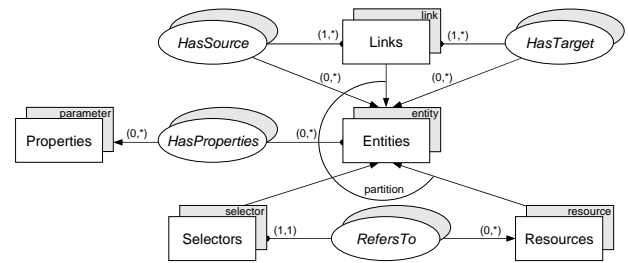 link
HasSource
(1,*)
Links
(1,*)
HasTarget
(0,*)
(0,*)
parameter
entity
Properties
(0,*)
HasProperties
(0,*)
Entities
partition
selector
resource
Selectors
(1,1)
RefersTo
(0,*)
Resources